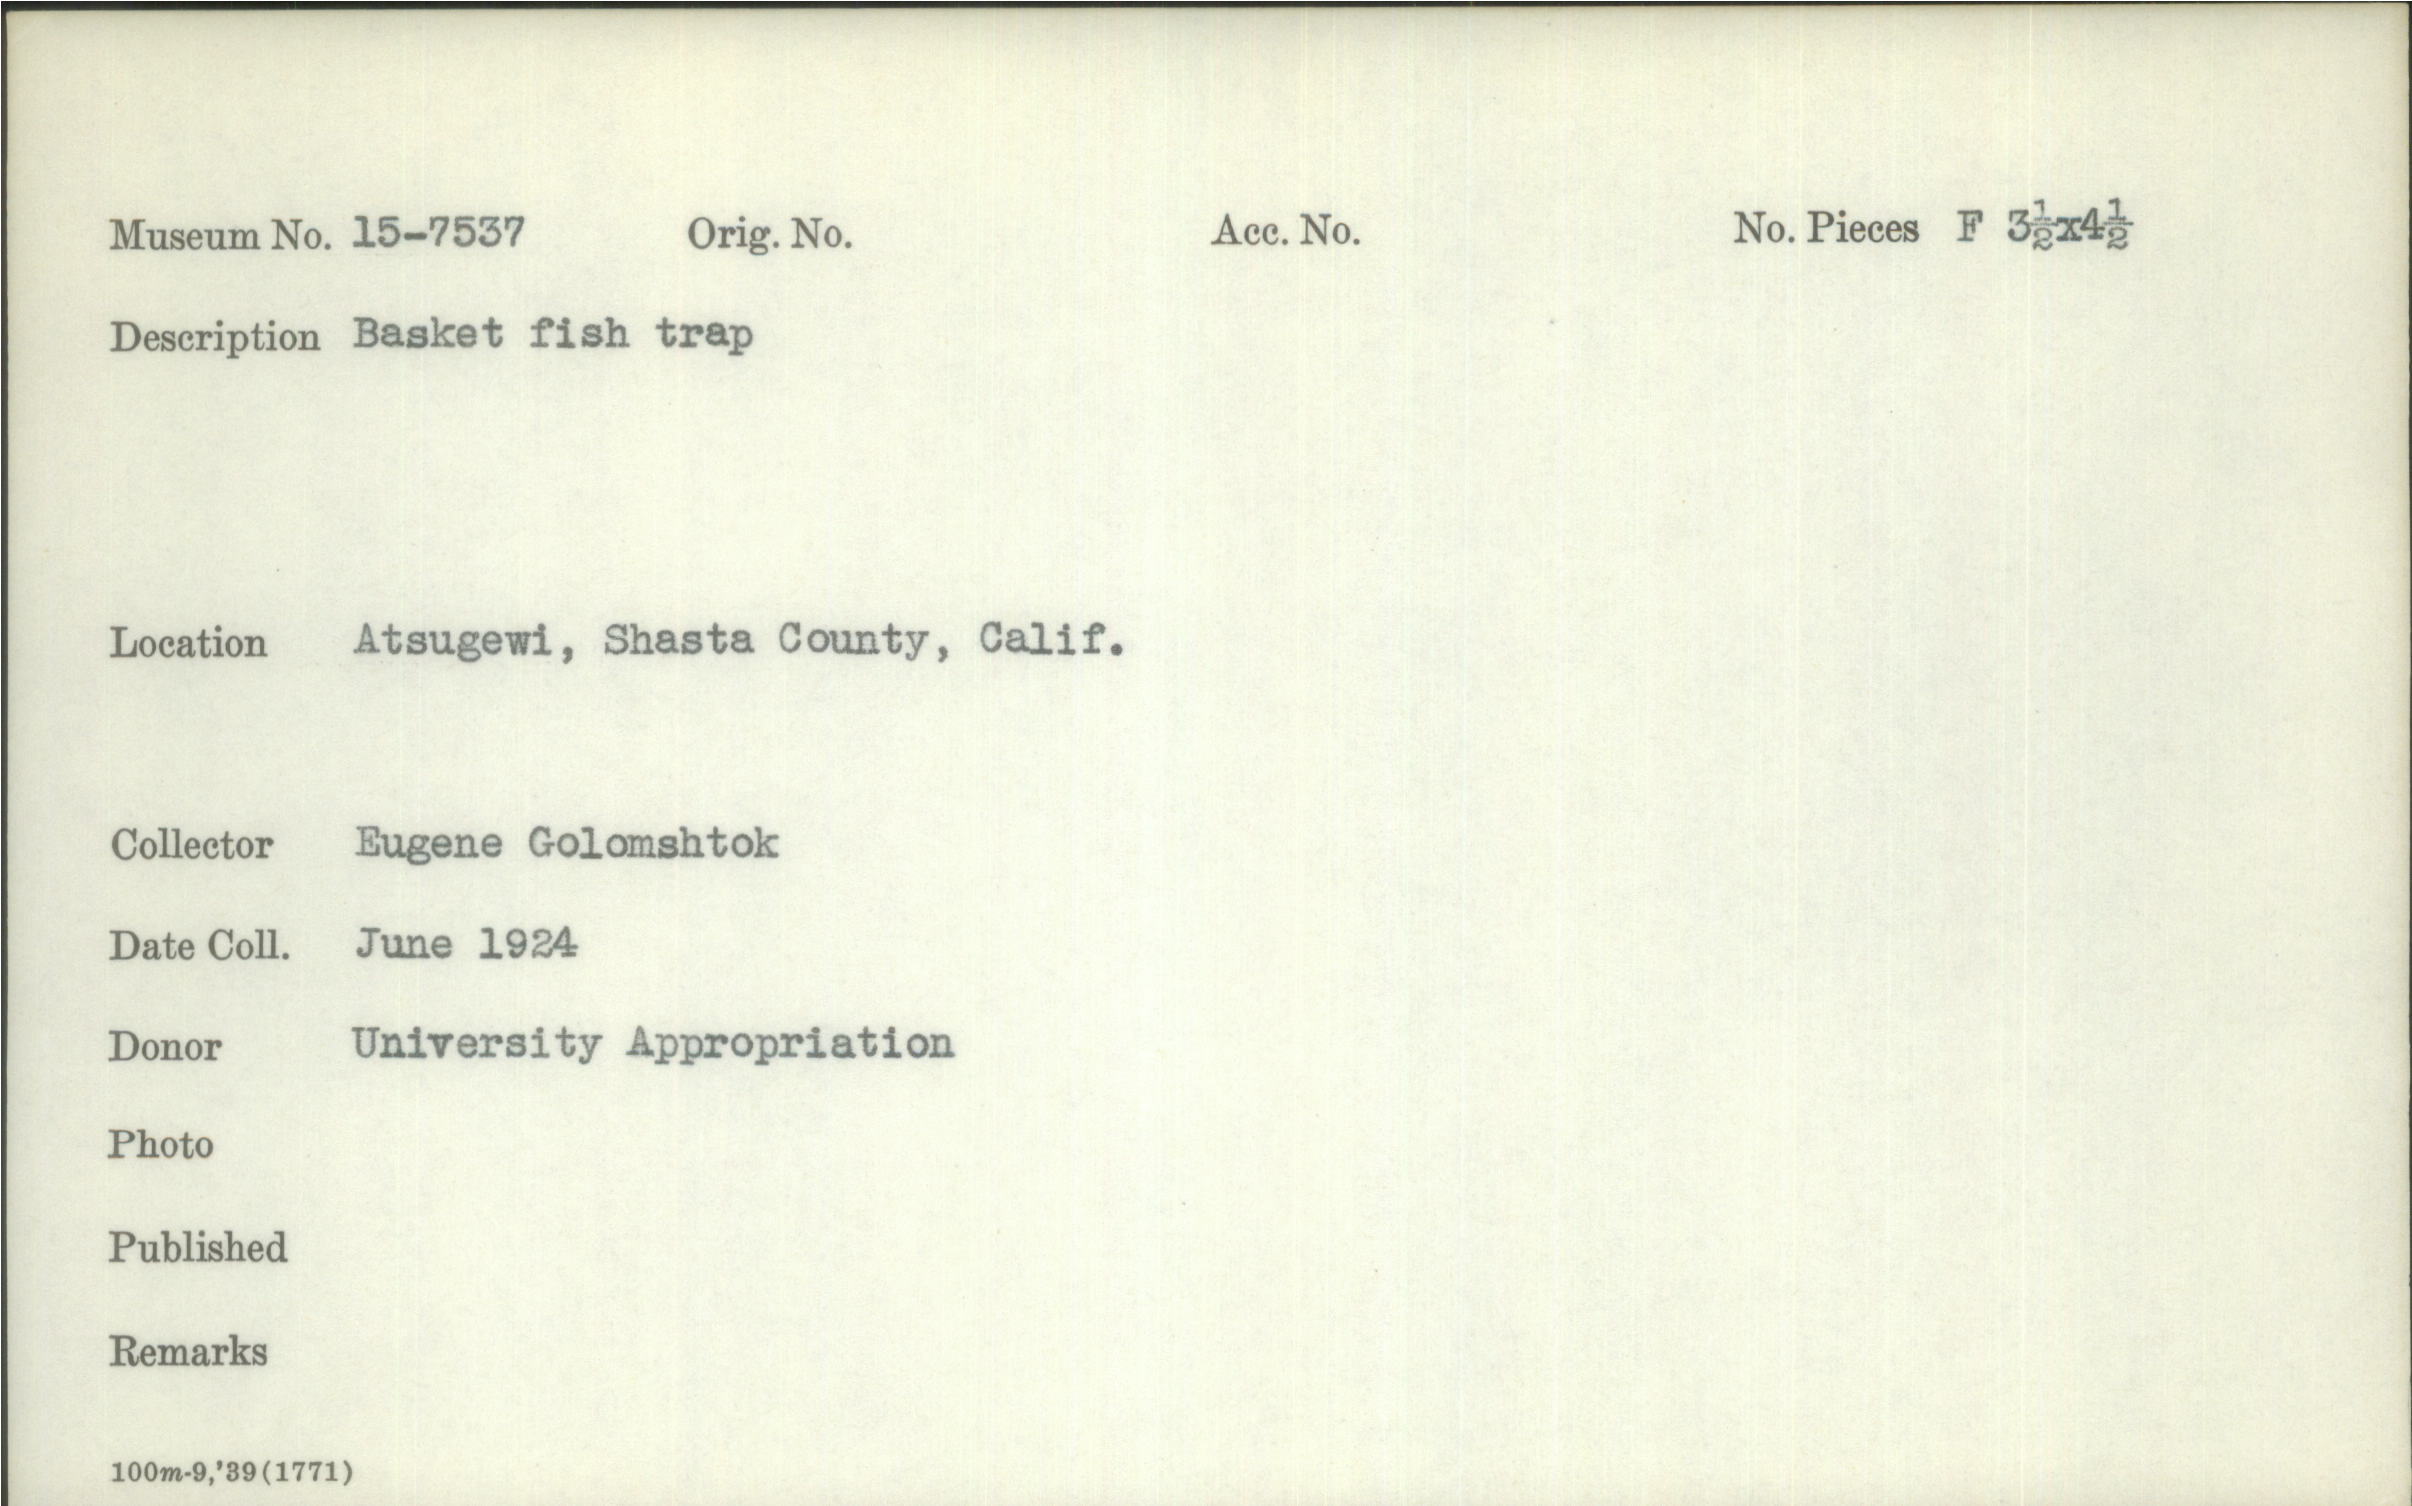 Museum No. 15-7537 Orig. No. Acc. No. No. Pieces F 3½x4½
Description Basket fish trap
Location Atsugewi, Shasta County, Calif.
Collector Eugene Golomshtok
Date Coll. June 1924
Donor University Appropriation
Photo
Published
Remarks
100m-9,'39(1771)